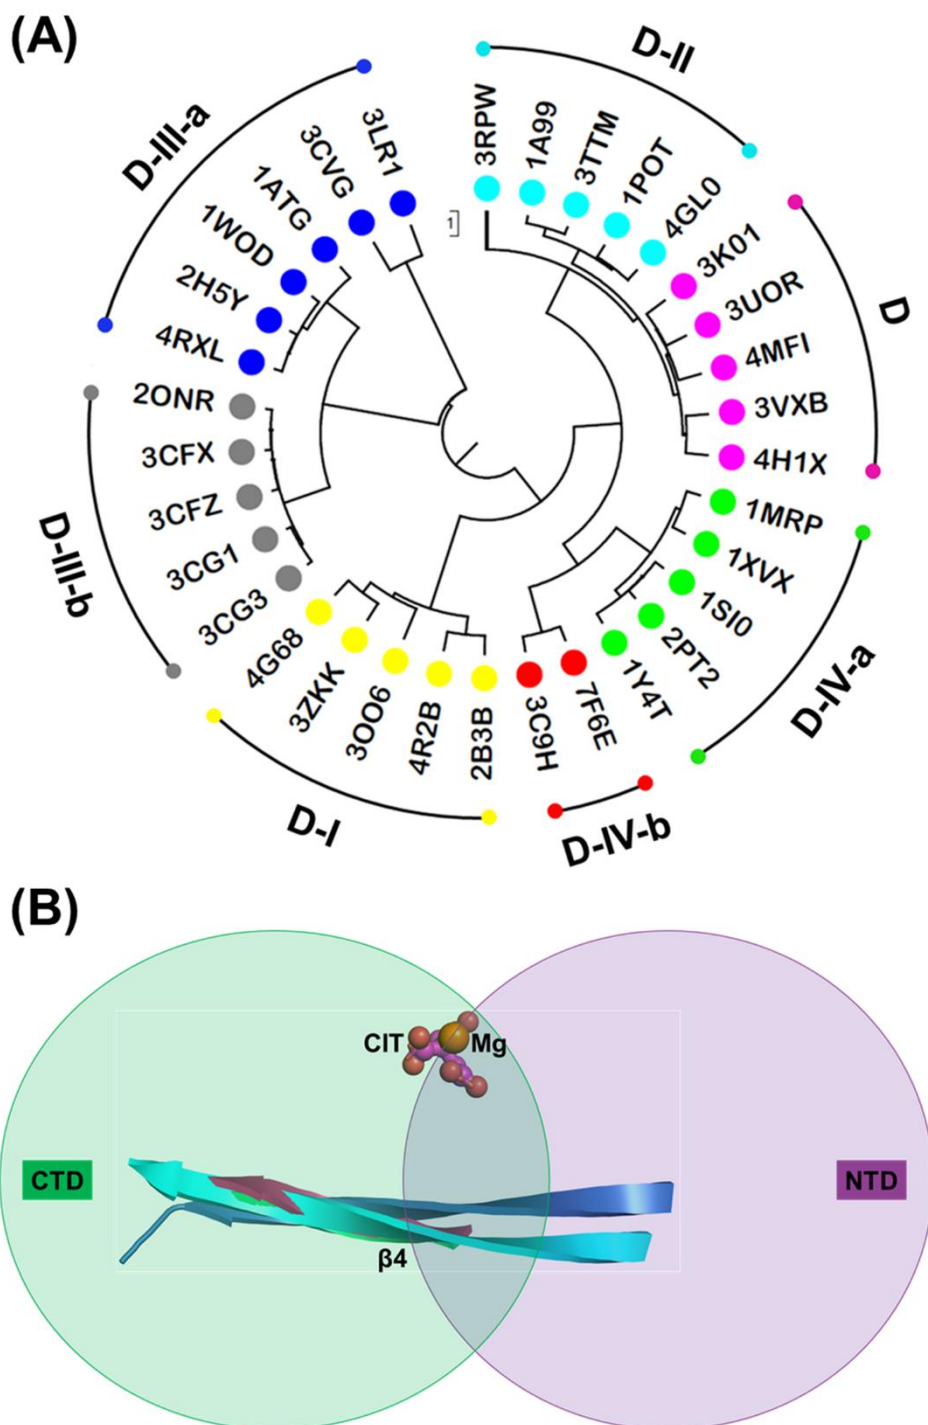 (A)
D-II
D-III-a
D
D-III-b
D-I
D-IV-b
D-IV-a
3RPW
1A99
3TTM
1POT
4GL0
3K01
3UOR
4MFI
3VXB
4H1X
1MRP
1XVX
1SI0
2PT2
1Y4T
7F6E
3C9H
2B3B
4R2B
3OO6
3ZKK
4G68
3CG3
3CG1
3CFZ
3CFX
2ONR
4RXL
2H5Y
1WOD
1ATG
3CVG
3LR1
1
(B)
CIT
Mg
CTD
NTD
β4